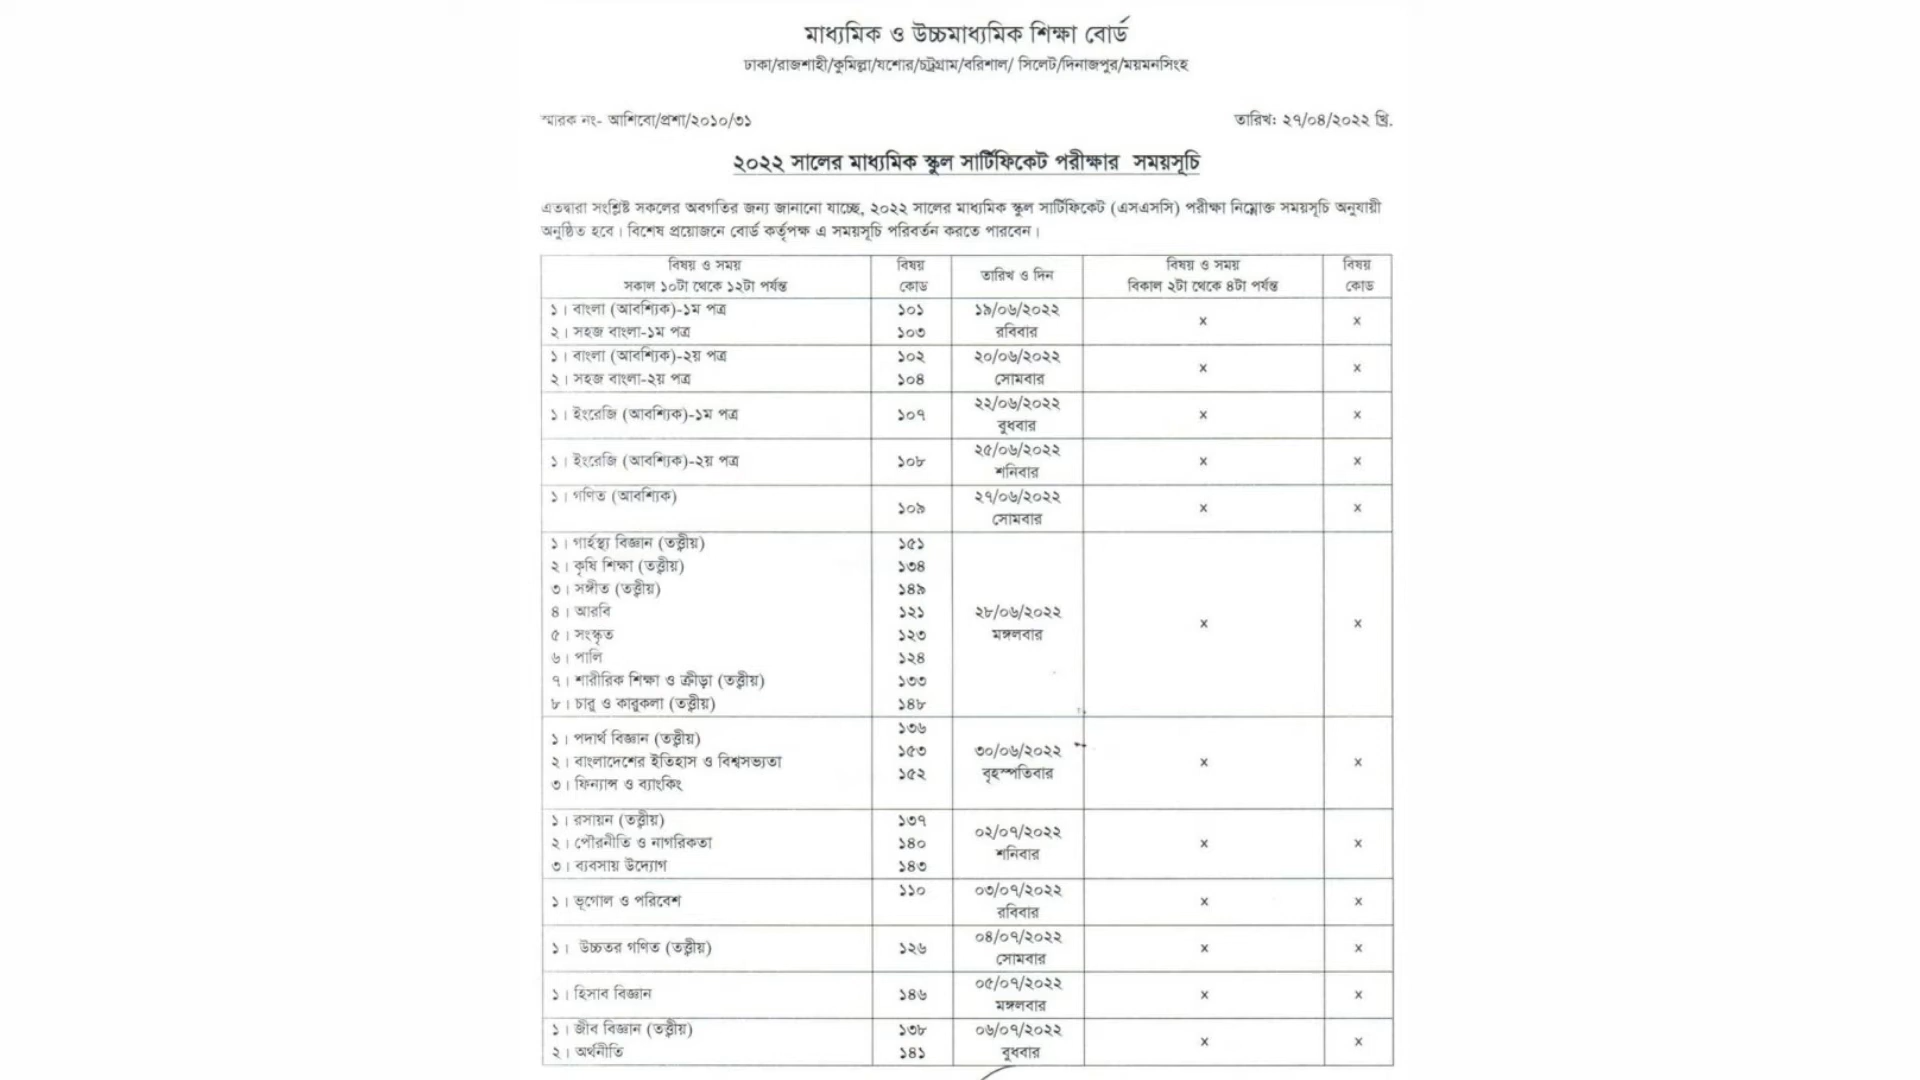 মাধ্যমিক ও উচ্চমাধ্যমিক শিক্ষা বোর্ড
ঢাকা/রাজশাহী/কুমিল্লা/যশোর/চট্টগ্রাম/বরিশাল/ সিলেট/দিনাজপুর/ময়মনসিংহ
স্মারক নং- আশিবো/প্রশা/২০১০/৩১ তারিখ: ২৭/০৪/২০২২ খ্রি.
২০২২ সালের মাধ্যমিক স্কুল সার্টিফিকেট পরীক্ষার সময়সূচি
এতদ্বারা সংশ্লিষ্ট সকলের অবগতির জন্য জানানো যাচ্ছে, ২০২২ সালের মাধ্যমিক স্কুল সার্টিফিকেট (এসএসসি) পরীক্ষা নিম্নোক্ত সময়সূচি অনুযায়ী
অনুষ্ঠিত হবে। বিশেষ প্রয়োজনে বোর্ড কর্তৃপক্ষ এ সময়সূচি পরিবর্তন করতে পারবেন।
বিষয় ও সময় বিষয় তারিখ ও দিন বিষয় ও সময় বিষয়
সকাল ১০টা থেকে ১২টা পর্যন্ত কোড বিকাল ২টা থেকে ৪টা পর্যন্ত কোড
১। বাংলা (আবশ্যিক)-১ম পত্র ১০১ ১৯/০৬/২০২২ x x
২। সহজ বাংলা-১ম পত্র ১০৩ রবিবার
১। বাংলা (আবশ্যিক)-২য় পত্র ১০২ ২০/০৬/২০২২ x x
২। সহজ বাংলা-২য় পত্র ১০৪ সোমবার
১। ইংরেজি (আবশ্যিক)-১ম পত্র ১০৭ ২২/০৬/২০২২ x x
বুধবার
১। ইংরেজি (আবশ্যিক)-২য় পত্র ১০৮ ২৫/০৬/২০২২ x x
শনিবার
১। গণিত (আবশ্যিক) ১০৯ ২৭/০৬/২০২২ x x
সোমবার
১। গার্হস্থ্য বিজ্ঞান (তত্ত্বীয়) ১৫১
২। কৃষি শিক্ষা (তত্ত্বীয়) ১৩৪
৩। সঙ্গীত (তত্ত্বীয়) ১৪৯
৪। আরবি ১২১ ২৮/০৬/২০২২ x x
৫। সংস্কৃত ১২৩ মঙ্গলবার
৬। পালি ১২৪
৭। শারীরিক শিক্ষা ও ক্রীড়া (তত্ত্বীয়) ১৩৩
৮। চারু ও কারুকলা (তত্ত্বীয়) ১৪৮
১। পদার্থ বিজ্ঞান (তত্ত্বীয়) ১৩৬
২। বাংলাদেশের ইতিহাস ও বিশ্বসভ্যতা ১৫৩ ৩০/০৬/২০২২ x x
৩। ফিন্যান্স ও ব্যাংকিং ১৫২ বৃহস্পতিবার
১। রসায়ন (তত্ত্বীয়) ১৩৭
২। পৌরনীতি ও নাগরিকতা ১৪০ ০২/০৭/২০২২ x x
৩। ব্যবসায় উদ্যোগ ১৪৩ শনিবার
১। ভূগোল ও পরিবেশ ১১০ ০৩/০৭/২০২২ x x
রবিবার
১। উচ্চতর গণিত (তত্ত্বীয়) ১২৬ ০৪/০৭/২০২২ x x
সোমবার
১। হিসাব বিজ্ঞান ১৪৬ ০৫/০৭/২০২২ x x
মঙ্গলবার
১। জীব বিজ্ঞান (তত্ত্বীয়) ১৩৮ ০৬/০৭/২০২২ x x
২। অর্থনীতি ১৪১ বুধবার